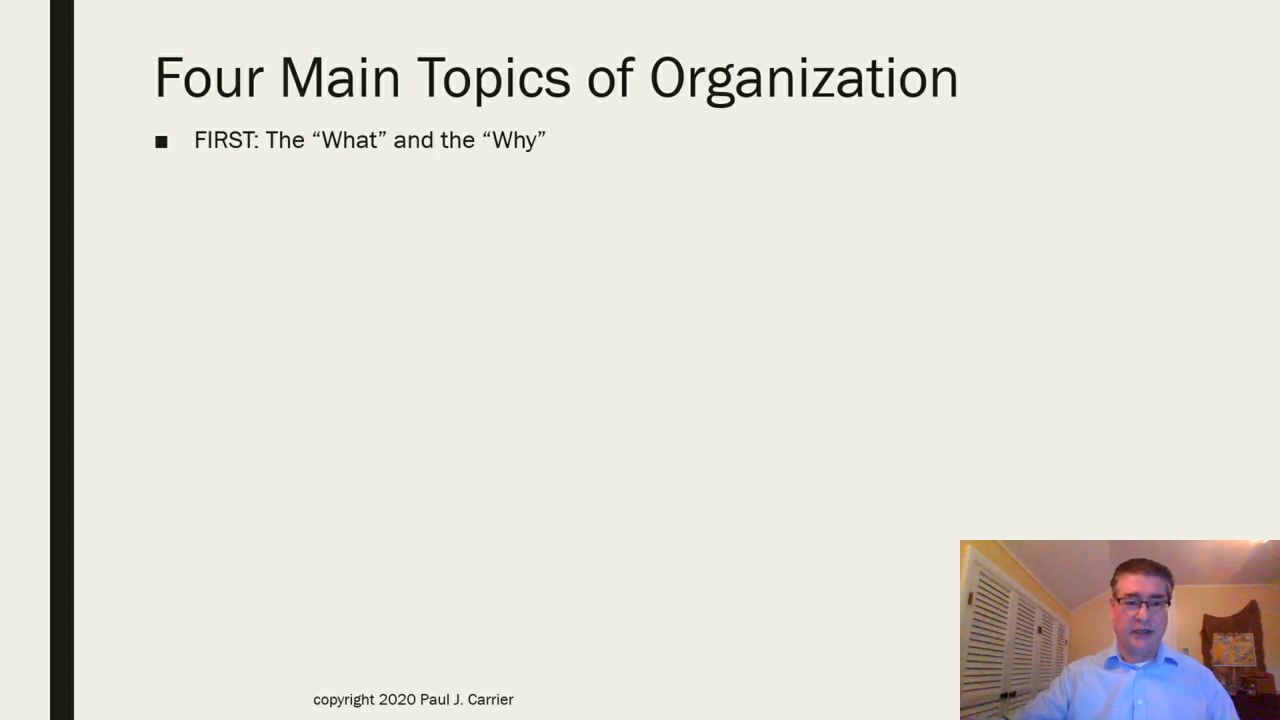 Four Main Topics of Organization
■ FIRST: The “What” and the “Why”
copyright 2020 Paul J. Carrier